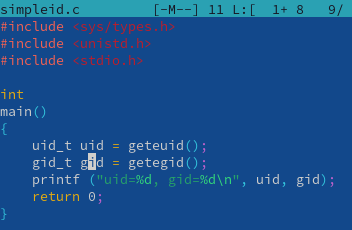 simpleid.c [-M--] 11 L:[ 1+ 8 9/
#include <sys/types.h>
#include <unistd.h>
#include <stdio.h>
int
main()
{
uid_t uid = geteuid();
gid_t gid = getegid();
printf ("uid=%d, gid=%d\n", uid, gid);
return 0;
}